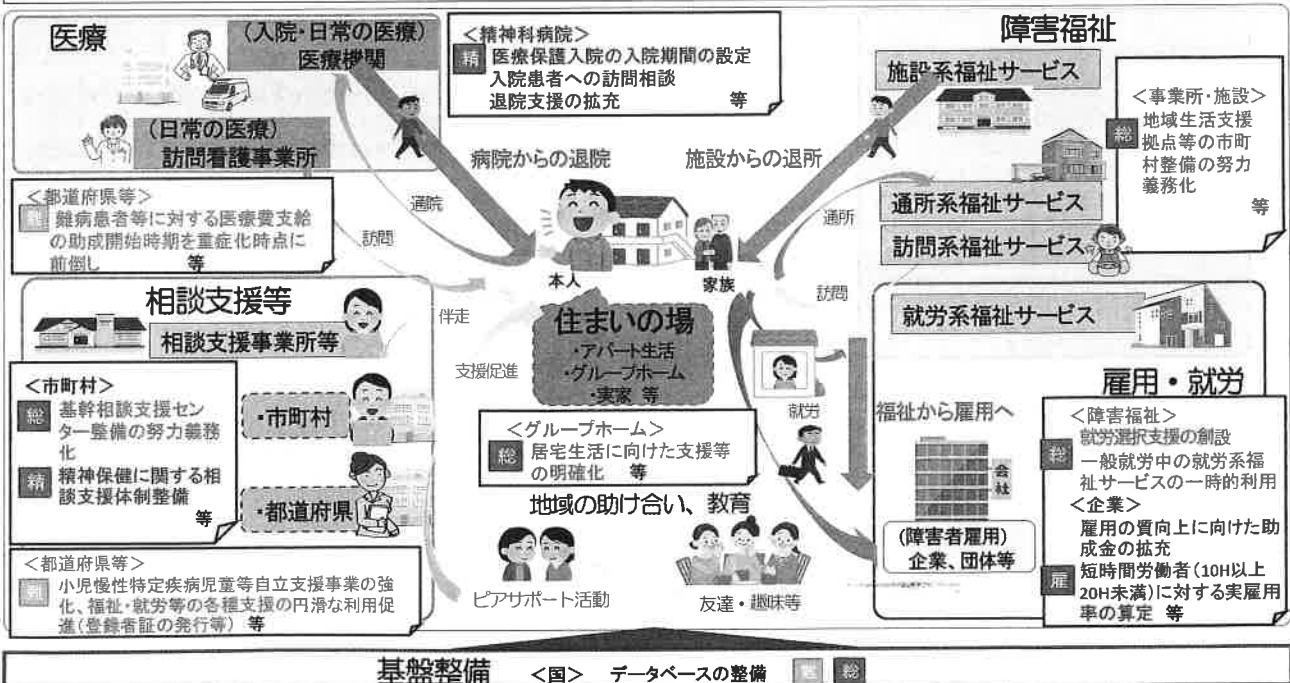 医療
(入院・日常の医療)
医療機関
(日常の医療)
訪問看護事業所
＜都道府県等＞
難病患者等に対する医療費支給
の助成開始時期を重症化時点に
前倒し 等
＜精神科病院＞
精 医療保護入院の入院期間の設定
入院患者への訪問相談
退院支援の拡充 等
病院からの退院
施設からの退所
通院
訪問
本人
家族
障害福祉
施設系福祉サービス
通所系福祉サービス
訪問系福祉サービス
通所
訪問
＜事業所・施設＞
総 地域生活支援
拠点等の市町
村整備の努力
義務化
等
相談支援等
相談支援事業所等
＜市町村＞
総 基幹相談支援セン
ター整備の努力義務
化
精 精神保健に関する相
談支援体制整備
等
・市町村
・都道府県
＜都道府県等＞
小児慢性特定疾病児童等自立支援事業の強
化、福祉・就労等の各種支援の円滑な利用促
進(登録者証の発行等) 等
伴走
支援促進
住まいの場
・アパート生活
・グループホーム
・実家 等
＜グループホーム＞
総 居宅生活に向けた支援等
の明確化 等
地域の助け合い、教育
ピアサポート活動
友達・趣味等
就労系福祉サービス
雇用・就労
就労
福祉から雇用へ
会社
(障害者雇用)
企業、団体等
＜障害福祉＞
就労選択支援の創設
総 一般就労中の就労系福
祉サービスの一時的利用
＜企業＞
雇用の質向上に向けた助
成金の拡充
雇 短時間労働者(10H以上
20H未満)に対する実雇用
率の算定 等
基盤整備 ＜国＞ データベースの整備 総